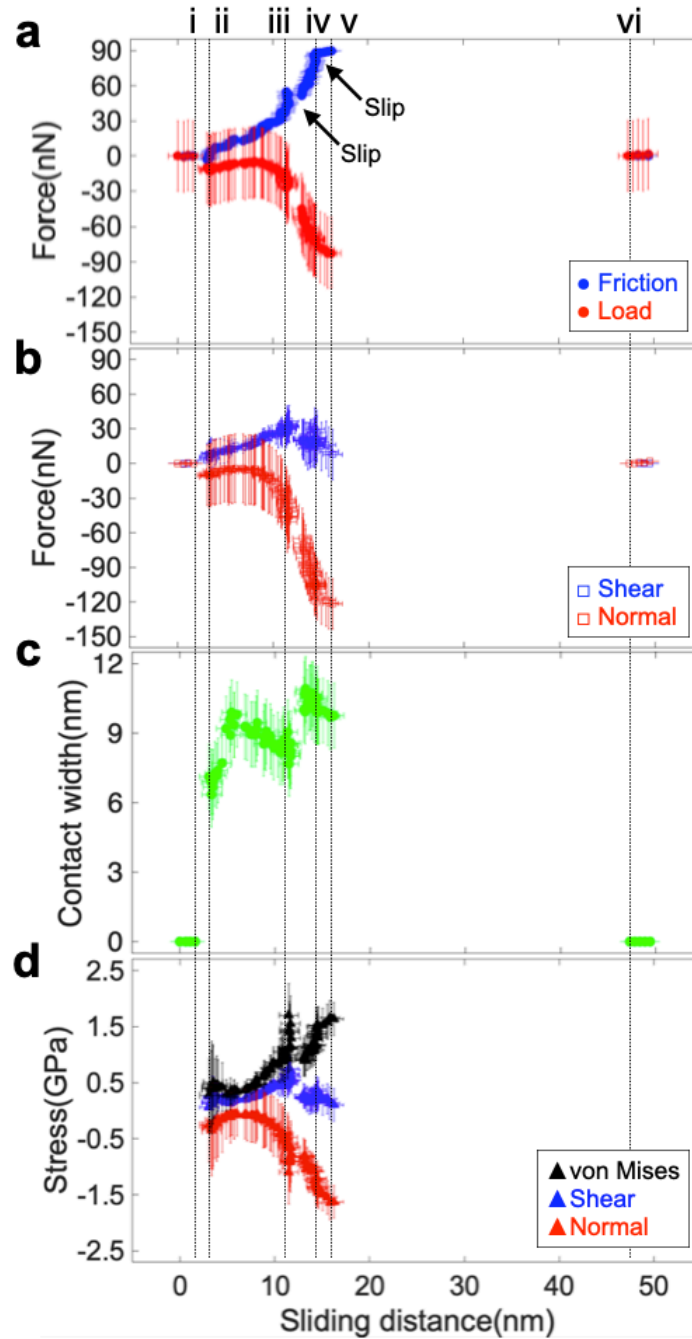 i ii iii iv v vi
a
90
60
30
0
-30
-60
-90
-120
-150
Force(nN)
Slip
Slip
Friction
Load
b
90
60
30
0
-30
-60
-90
-120
-150
Force(nN)
Shear
Normal
c
12
9
6
3
0
Contact width(nm)
d
2.5
1.5
0.5
-0.5
-1.5
-2.5
Stress(GPa)
von Mises
Shear
Normal
0 10 20 30 40 50
Sliding distance(nm)